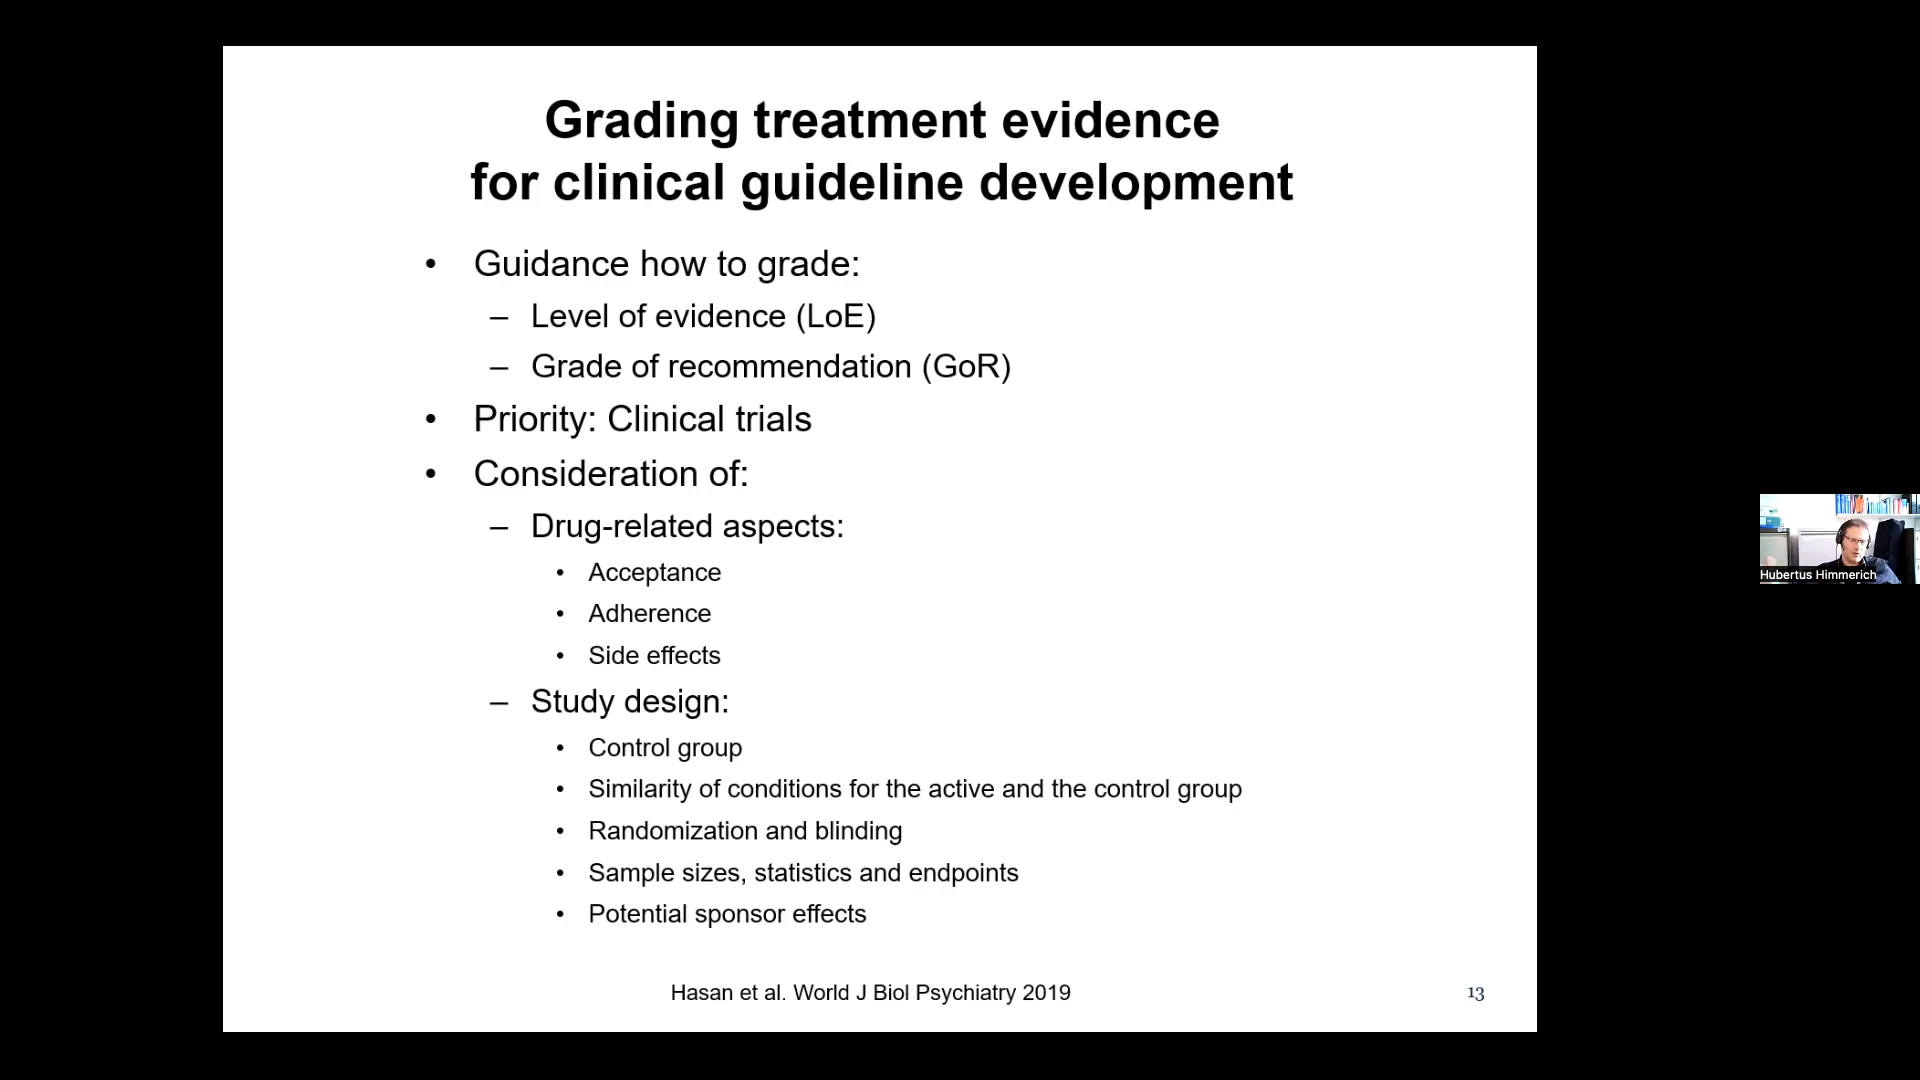 Grading treatment evidence
for clinical guideline development
• Guidance how to grade:
– Level of evidence (LoE)
– Grade of recommendation (GoR)
• Priority: Clinical trials
• Consideration of:
– Drug-related aspects:
• Acceptance
• Adherence
• Side effects
– Study design:
• Control group
• Similarity of conditions for the active and the control group
• Randomization and blinding
• Sample sizes, statistics and endpoints
• Potential sponsor effects
Hasan et al. World J Biol Psychiatry 2019
13
Hubertus Himmerich